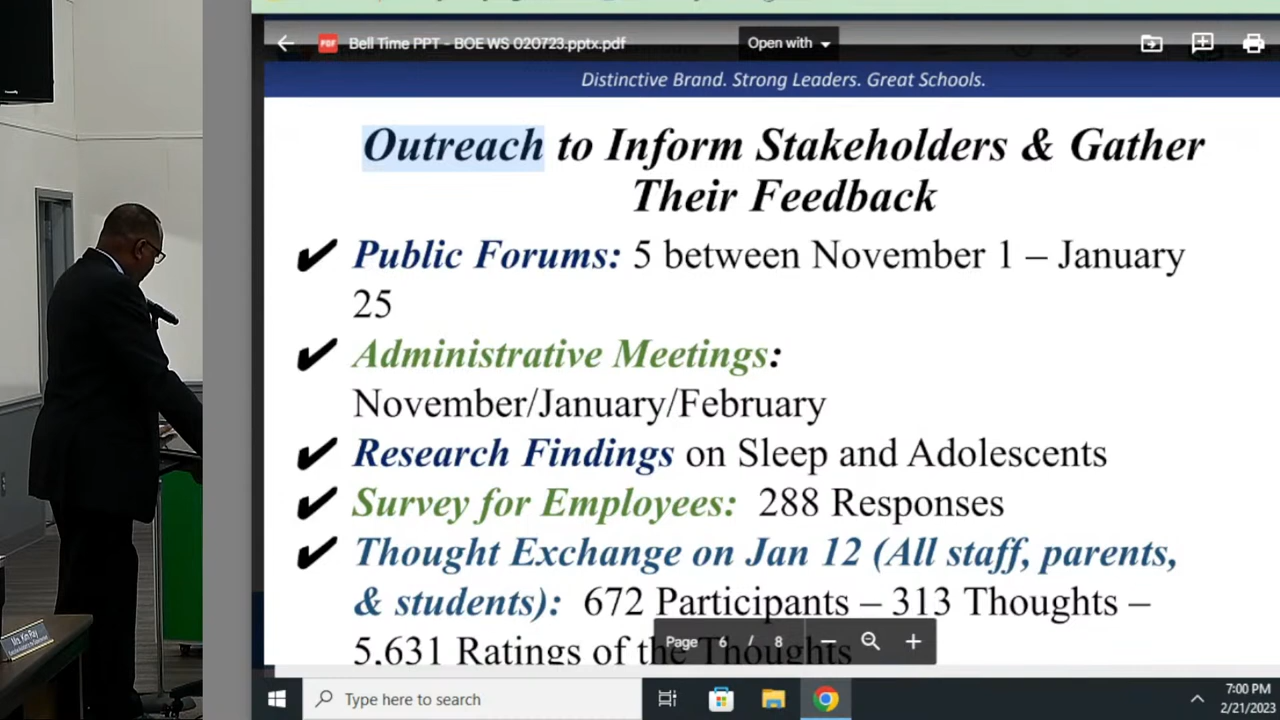 Bell Time PPT - BOE WS 020723.pptx.pdf
Open with
Distinctive Brand. Strong Leaders. Great Schools.
Outreach to Inform Stakeholders & Gather
Their Feedback
✔ Public Forums: 5 between November 1 – January
25
✔ Administrative Meetings:
November/January/February
✔ Research Findings on Sleep and Adolescents
✔ Survey for Employees: 288 Responses
✔ Thought Exchange on Jan 12 (All staff, parents,
& students): 672 Participants – 313 Thoughts –
5,631 Ratings of the Thoughts
Page 6 / 8
Mrs. Kim Ray
Type here to search
7:00 PM
2/21/2023